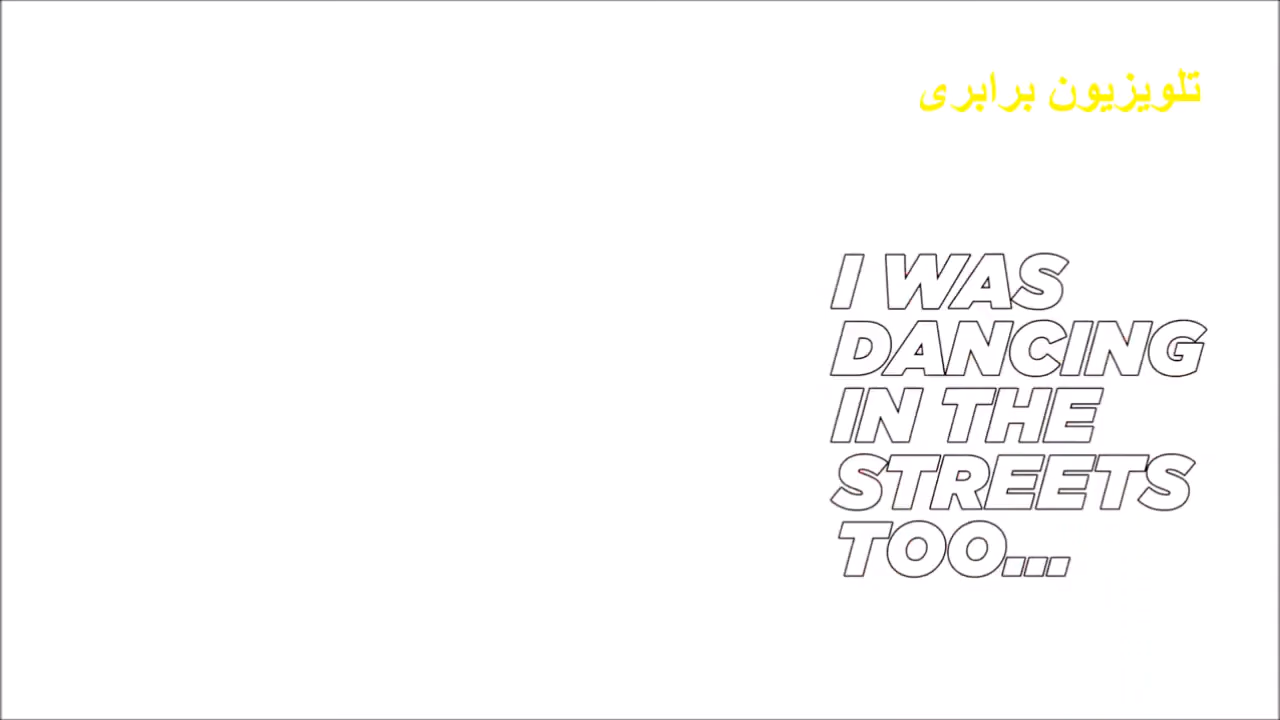 تلویزیون برابری
I WAS
DANCING
IN THE
STREETS
TOO...